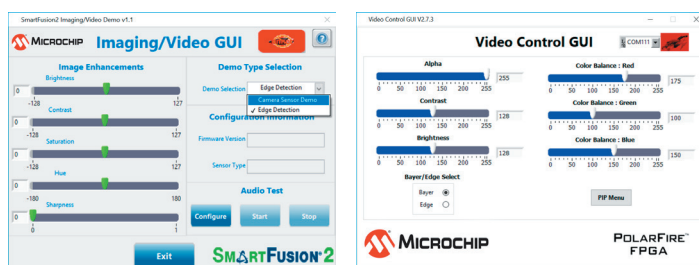 SmartFusion2 Imaging/Video Demo v1.1
MICROCHIP
Imaging/Video GUI
Image Enhancements
Brightness
0
-128
127
Contrast
0
-128
127
Saturation
0
-128
127
Hue
0
-180
180
Sharpness
0
0
1
Demo Type Selection
Demo Selection
Edge Detection
Camera Sensor Demo
✓ Edge Detection
Configuration Information
Firmware Version
Sensor Type
Audio Test
Configure
Start
Stop
Exit
SMARTFUSION®2
Video Control GUI V2.7.3
Video Control GUI
COM111
Alpha
255
0 50 100 150 200 255
Contrast
128
0 50 100 150 200 255
Brightness
128
0 50 100 150 200 255
Bayer/Edge Select
Bayer
Edge
Color Balance : Red
175
0 50 100 150 200 255
Color Balance : Green
100
0 50 100 150 200 255
Color Balance : Blue
150
0 50 100 150 200 255
PIP Menu
MICROCHIP
POLARFIRE™
FPGA